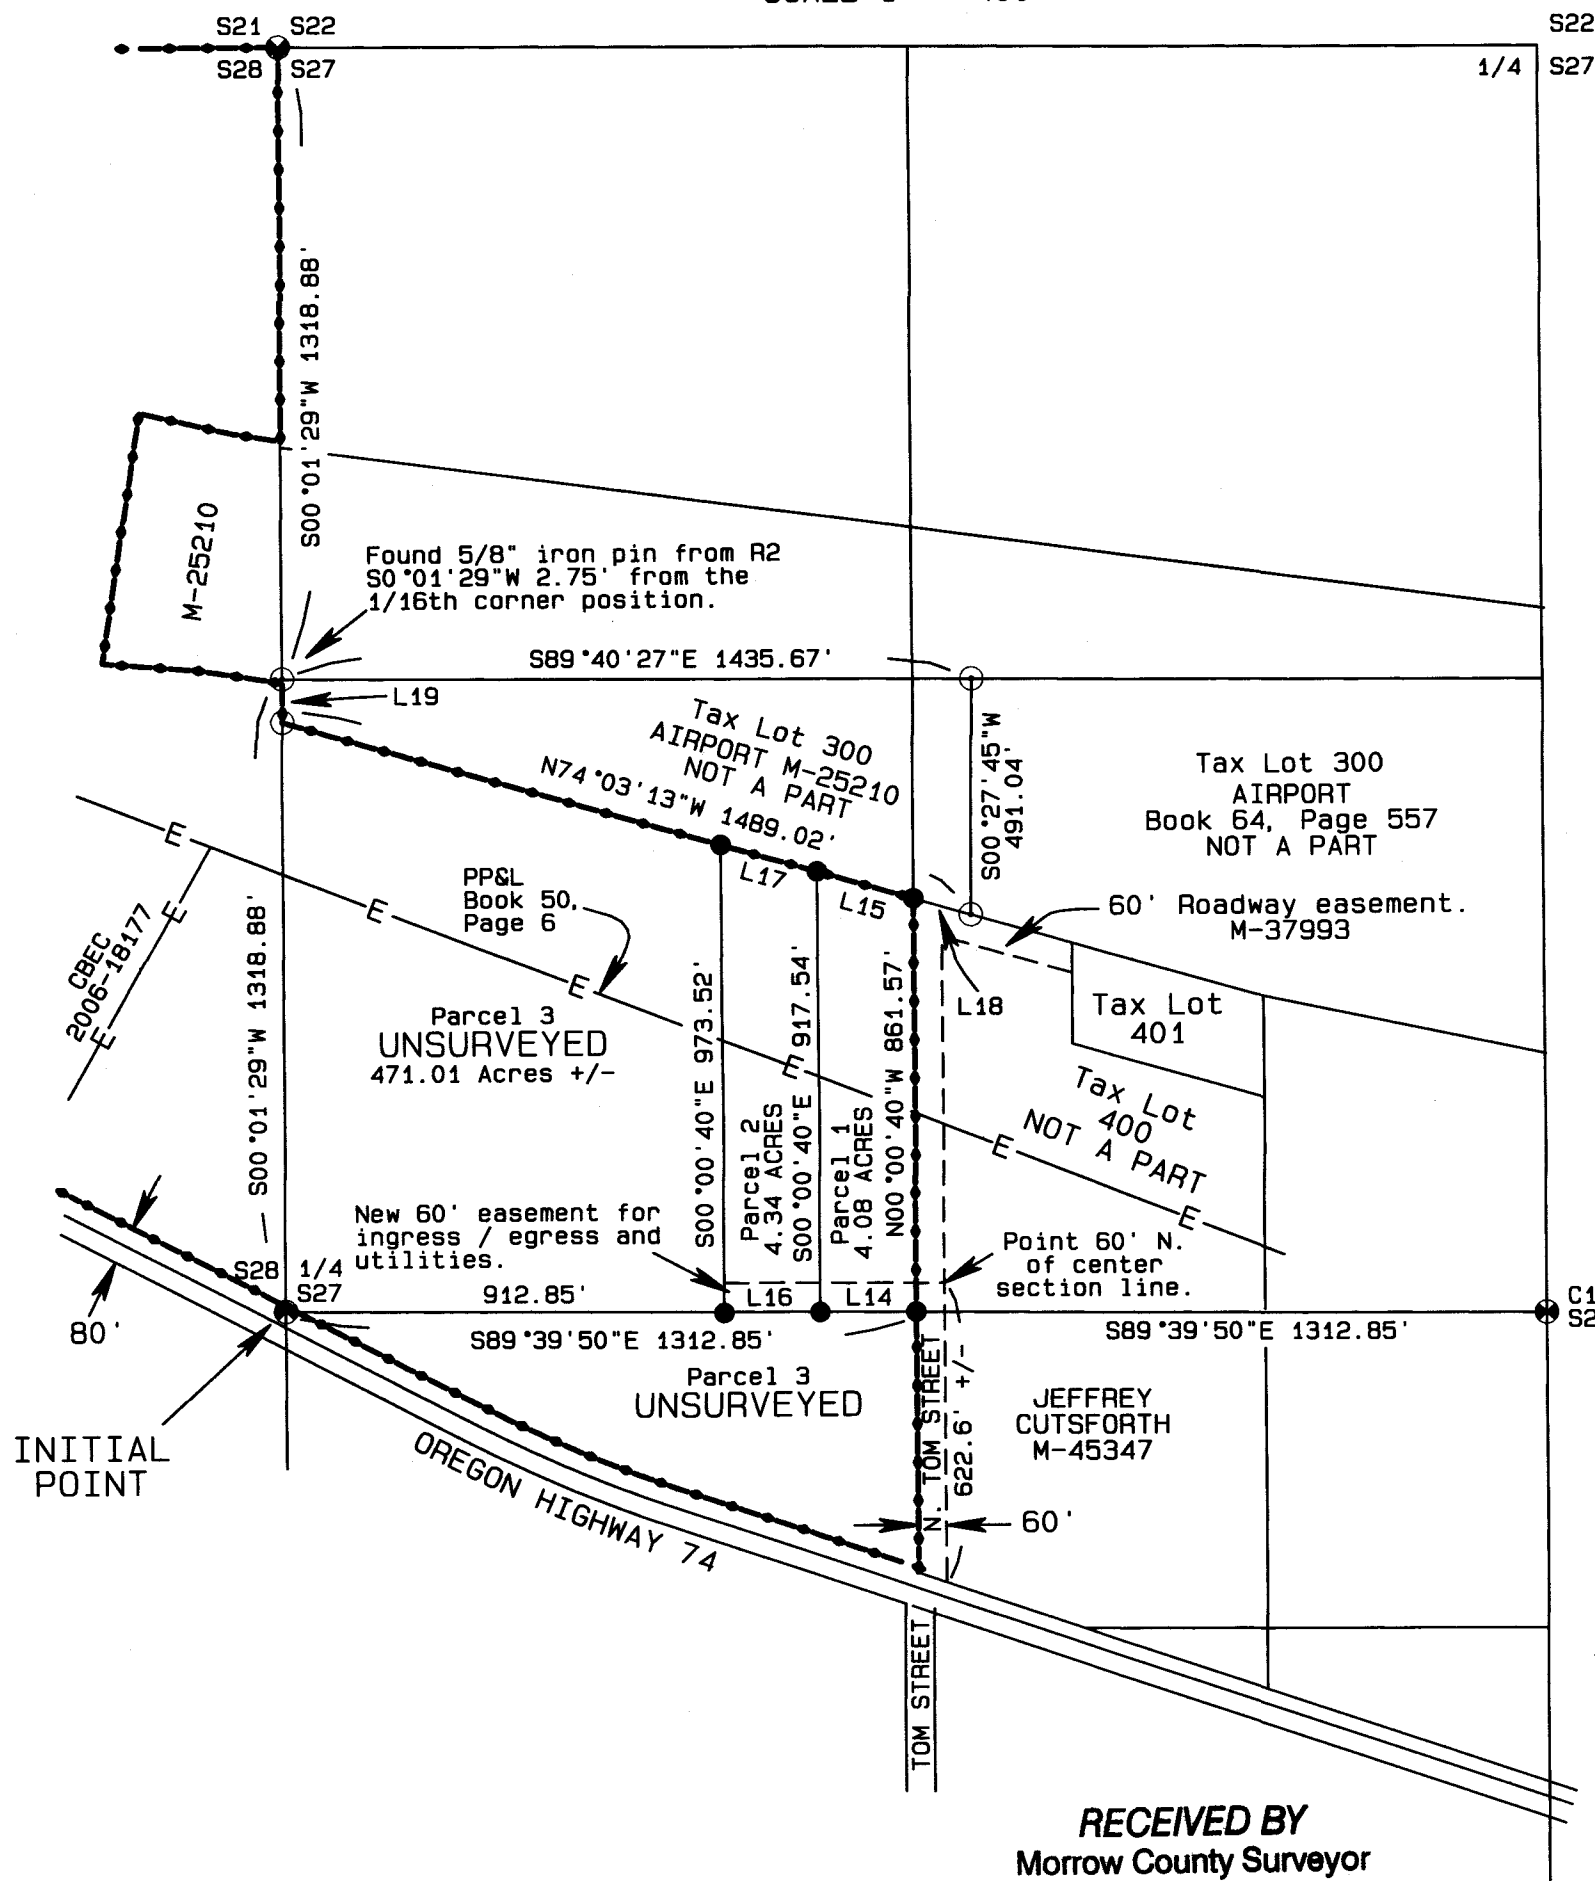 S21 S22
S28 S27
S22
1/4 S27
S00°01'29"W 1318.88'
M-25210
Found 5/8" iron pin from R2
S0°01'29"W 2.75' from the
1/16th corner position.
S89°40'27"E 1435.67'
L19
Tax Lot 300
AIRPORT M-25210
NOT A PART
N74°03'13"W 1489.02'
S00°27'45"W
491.04'
Tax Lot 300
AIRPORT
Book 64, Page 557
NOT A PART
L17
L15
60' Roadway easement.
M-37993
L18
E
E
E
E
E
E
E
E
PP&L
Book 50,
Page 6
CBEC
2006-18177
S00°01'29"W 1318.88'
Parcel 3
UNSURVEYED
471.01 Acres +/-
S00°00'40"E 973.52'
Parcel 2
4.34 ACRES
S00°00'40"E 917.54'
Parcel 1
4.08 ACRES
N00°00'40"W 861.57'
Tax Lot
401
Tax Lot
400
NOT A PART
New 60' easement for
ingress / egress and
utilities.
Point 60' N.
of center
section line.
S28 1/4
S27
912.85'
L16
L14
S89°39'50"E 1312.85'
S89°39'50"E 1312.85'
C1
80'
INITIAL
POINT
Parcel 3
UNSURVEYED
OREGON HIGHWAY 74
N. TOM STREET
622.6' +/-
60'
JEFFREY
CUTSFORTH
M-45347
TOM STREET
RECEIVED BY
Morrow County Surveyor